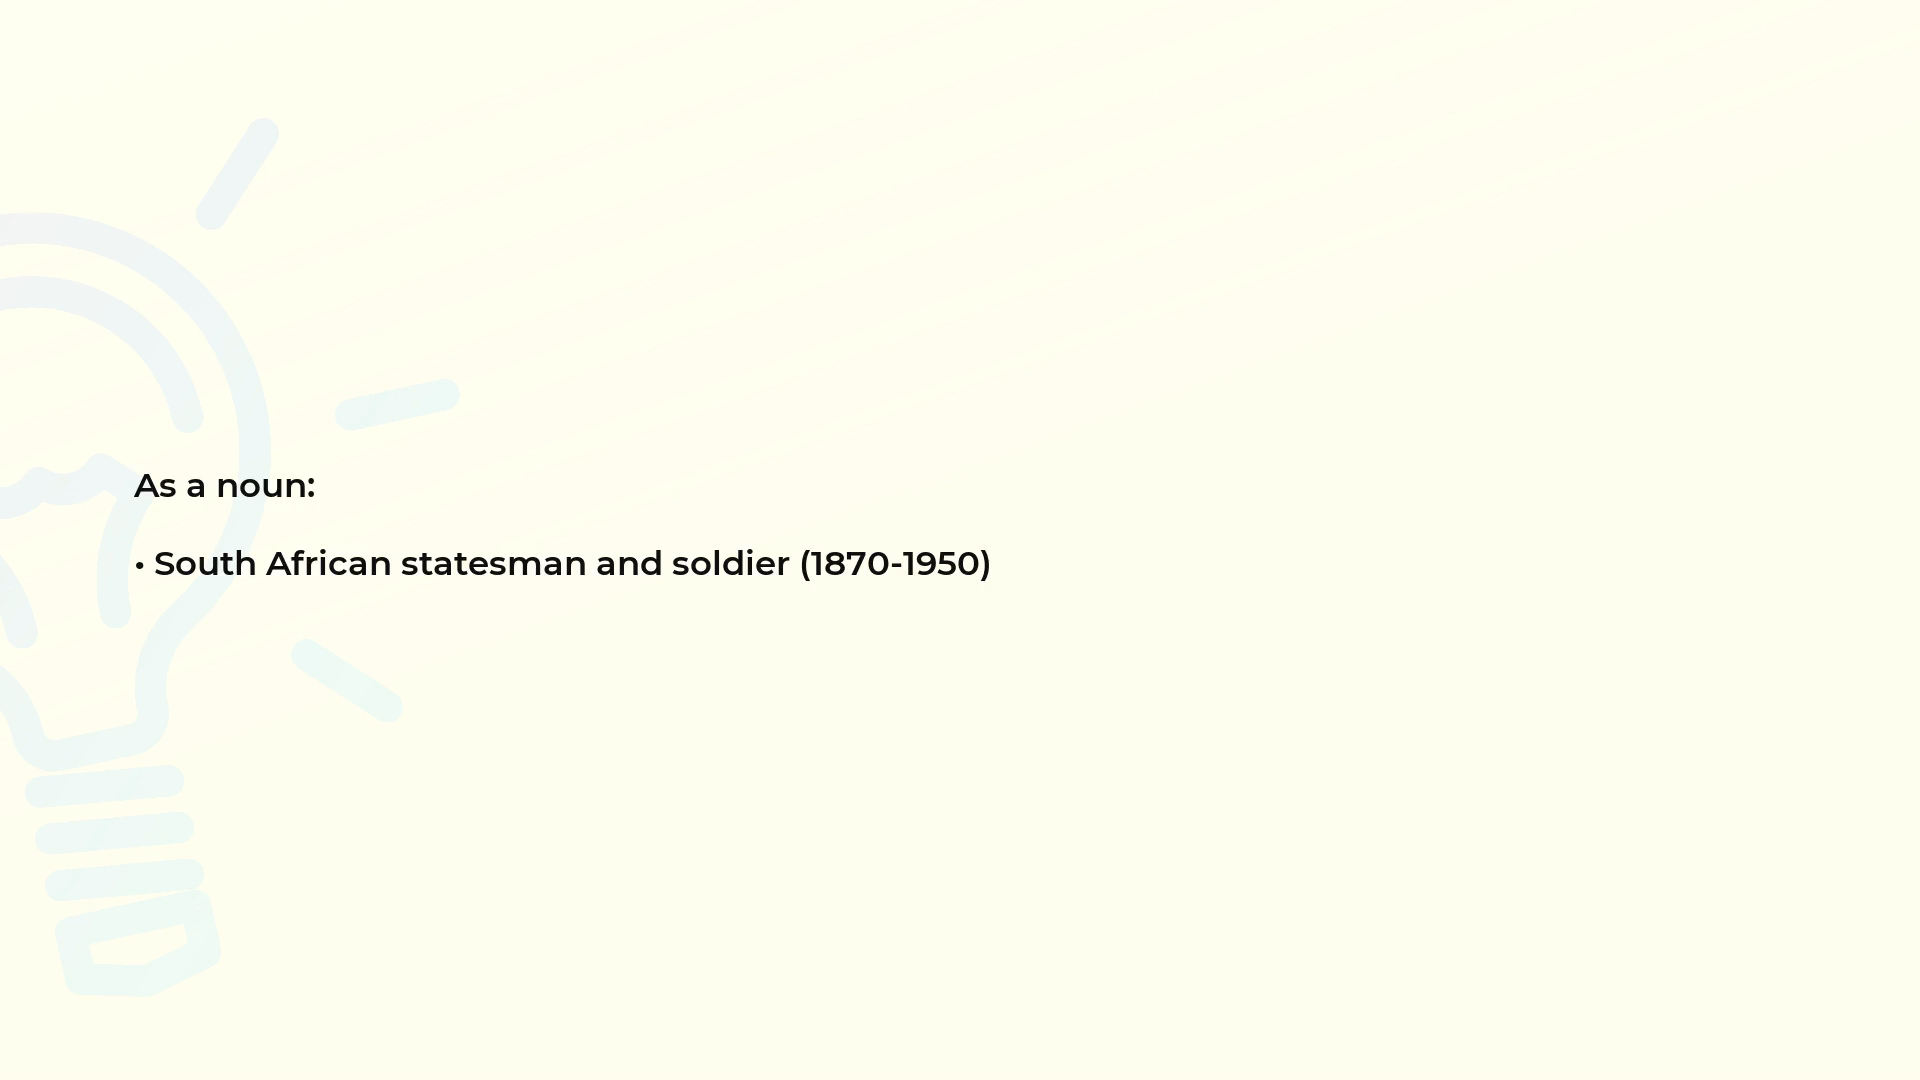 As a noun:
• South African statesman and soldier (1870-1950)